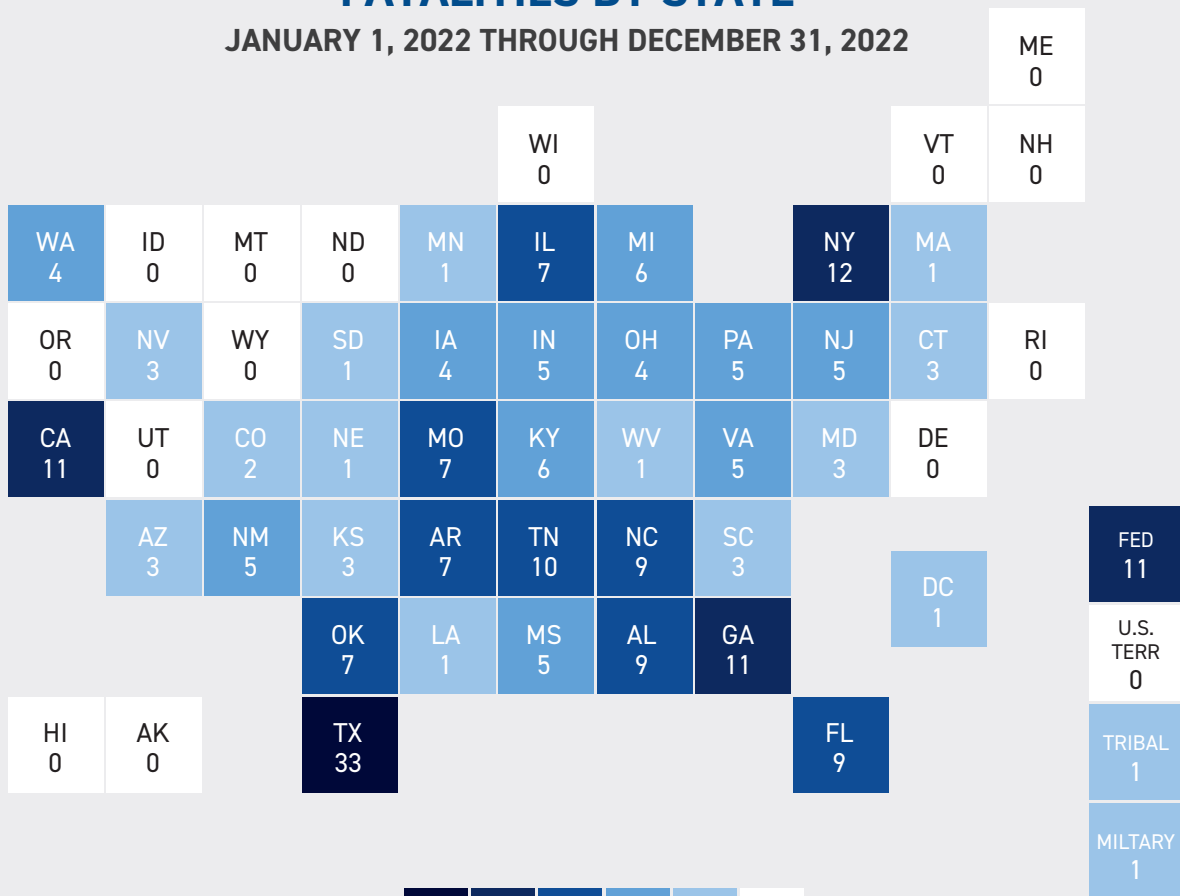 FATALITIES BY STATE
JANUARY 1, 2022 THROUGH DECEMBER 31, 2022
ME
0
WI
0
VT
0
NH
0
WA
4
ID
0
MT
0
ND
0
MN
1
IL
7
MI
6
NY
12
MA
1
OR
0
NV
3
WY
0
SD
1
IA
4
IN
5
OH
4
PA
5
NJ
5
CT
3
RI
0
CA
11
UT
0
CO
2
NE
1
MO
7
KY
6
WV
1
VA
5
MD
3
DE
0
AZ
3
NM
5
KS
3
AR
7
TN
10
NC
9
SC
3
DC
1
FED
11
OK
7
LA
1
MS
5
AL
9
GA
11
U.S.
TERR
0
HI
0
AK
0
TX
33
FL
9
TRIBAL
1
MILTARY
1